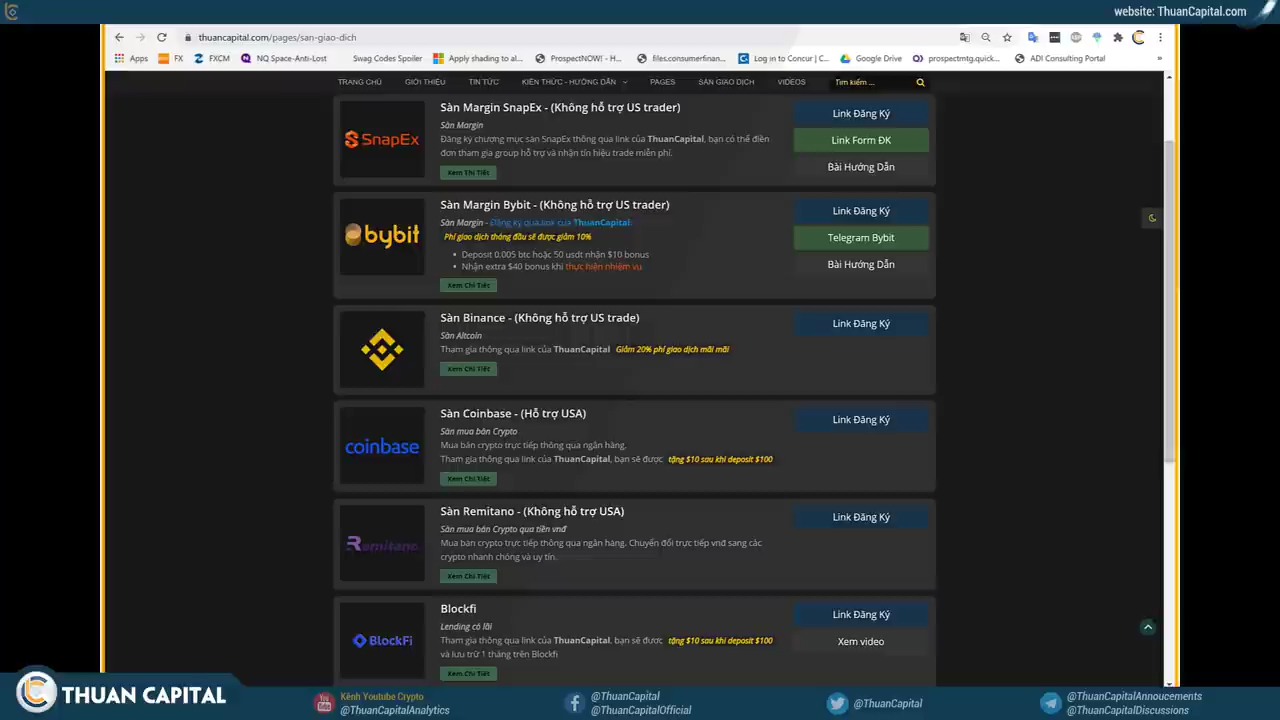 website: ThuanCapital.com
thuancapital.com/pages/san-giao-dich
Apps FX FXCM NQ Space-Anti-Lost Swag Codes Spoiler Shopify applying to al... ProspectNOW! - H... files.consumerfinan... Log in to Concur | C... Google Drive prospectmtg.quick... ADI Consulting Portal »
TRANG CHỦ GIỚI THIỆU TIN TỨC KIẾN THỨC - HƯỚNG DẪN PAGES SÀN GIAO DỊCH VIDEOS Tìm kiếm ...
SnapEx
Sàn Margin SnapEx - (Không hỗ trợ US trader)
Sàn Margin
Đăng ký chương mục sàn SnapEx thông qua link của ThuanCapital, bạn có thể điền
đơn tham gia group hỗ trợ và nhận tín hiệu trade miễn phí.
Link Đăng Ký
Link Form ĐK
Bài Hướng Dẫn
bybit
Sàn Margin Bybit - (Không hỗ trợ US trader)
Sàn Margin - Đăng ký qua link của ThuanCapital:
Phí giao dịch tháng đầu sẽ được giảm 10%
• Deposit 0.005 btc hoặc 50 usdt nhận $10 bonus
• Nhận extra $40 bonus khi thực hiện nhiệm vụ
Xem Chi Tiết
Link Đăng Ký
Telegram Bybit
Bài Hướng Dẫn
Sàn Binance - (Không hỗ trợ US trade)
Sàn Altcoin
Tham gia thông qua link của ThuanCapital Giảm 20% phí giao dịch mãi mãi
Xem Chi Tiết
Link Đăng Ký
coinbase
Sàn Coinbase - (Hỗ trợ USA)
Sàn mua bán Crypto
Mua bán crypto trực tiếp thông qua ngân hàng.
Tham gia thông qua link của ThuanCapital, bạn sẽ được tặng $10 sau khi deposit $100
Xem Chi Tiết
Link Đăng Ký
Remitano
Sàn Remitano - (Không hỗ trợ USA)
Sàn mua bán Crypto qua tiền vnđ
Mua bán crypto trực tiếp thông qua ngân hàng. Chuyển đổi trực tiếp vnđ sang các
crypto nhanh chóng và uy tín.
Xem Chi Tiết
Link Đăng Ký
BlockFi
Blockfi
Lending có lãi
Tham gia thông qua link của ThuanCapital, bạn sẽ được tặng $10 sau khi deposit $100
và lưu trữ 1 tháng trên Blockfi
Xem Chi Tiết
Link Đăng Ký
Xem video
THUAN CAPITAL
Kênh Youtube Crypto
@ThuanCapitalAnalytics
@ThuanCapital
@ThuanCapitalOfficial
@ThuanCapital
@ThuanCapitalAnnoucements
@ThuanCapitalDiscussions